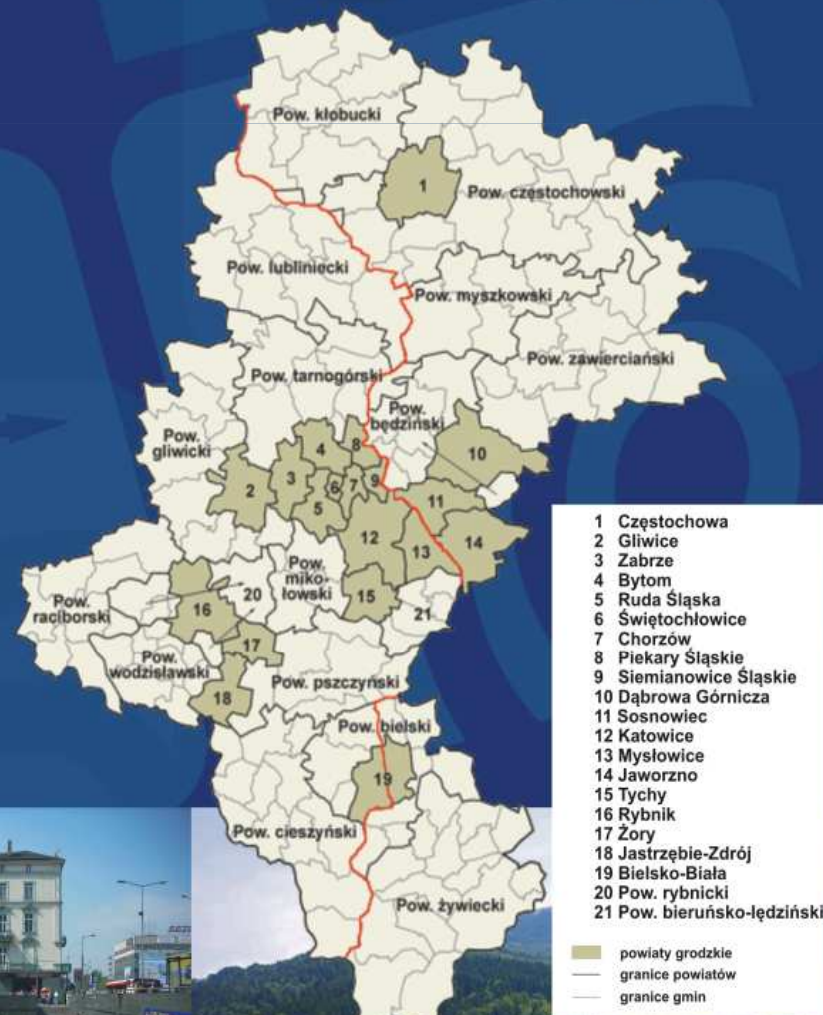 Pow. kłobucki
1
Pow. częstochowski
Pow. lubliniecki
Pow. myszkowski
Pow. zawierciański
Pow. tarnogórski
Pow.
będziński
Pow.
gliwicki
8
4
10
3
9
2
6
7
5
11
12
14
13
Pow.
miko-
łowski
20
15
Pow.
raciborski
16
21
17
Pow.
wodzisławski
Pow. pszczyński
18
Pow. bielski
19
Pow. cieszyński
Pow. żywiecki
1 Częstochowa
2 Gliwice
3 Zabrze
4 Bytom
5 Ruda Śląska
6 Świętochłowice
7 Chorzów
8 Piekary Śląskie
9 Siemianowice Śląskie
10 Dąbrowa Górnicza
11 Sosnowiec
12 Katowice
13 Mysłowice
14 Jaworzno
15 Tychy
16 Rybnik
17 Żory
18 Jastrzębie-Zdrój
19 Bielsko-Biała
20 Pow. rybnicki
21 Pow. bieruńsko-lędziński
powiaty grodzkie
granice powiatów
granice gmin